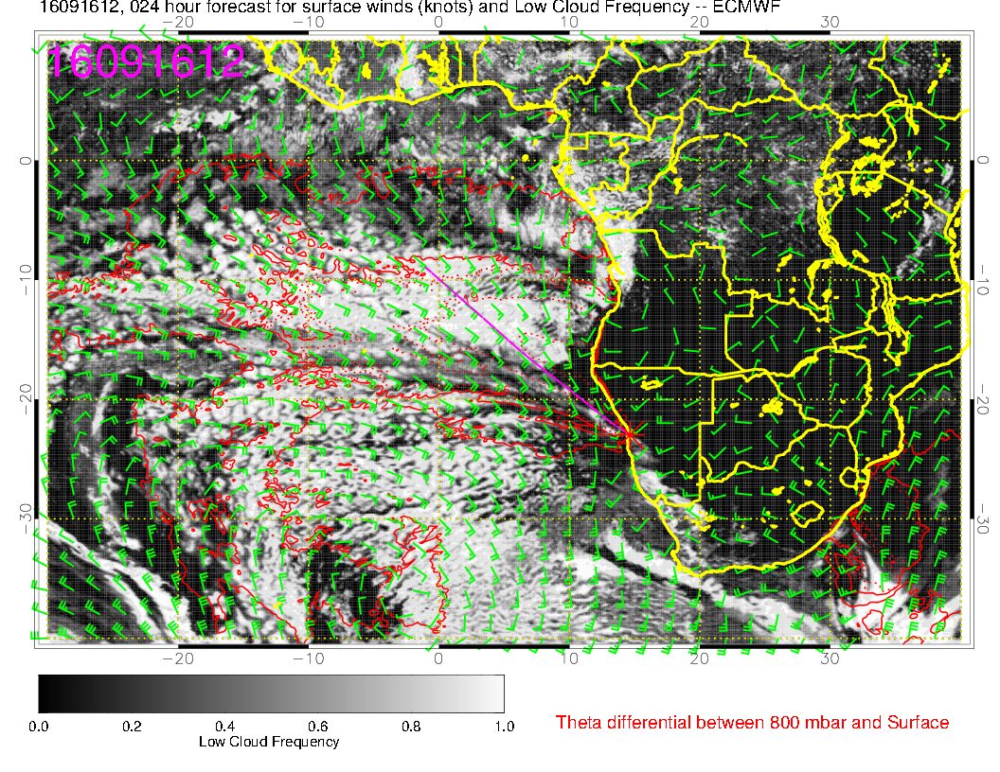 16091612, 024 hour forecast for surface winds (knots) and Low Cloud Frequency -- ECMWF
−20 −10 0 10 20 30
16091612
0 0
−10 −10
−20 −20
−30 −30
−20 −10 0 10 20 30
0.0 0.2 0.4 0.6 0.8 1.0
Low Cloud Frequency
Theta differential between 800 mbar and Surface